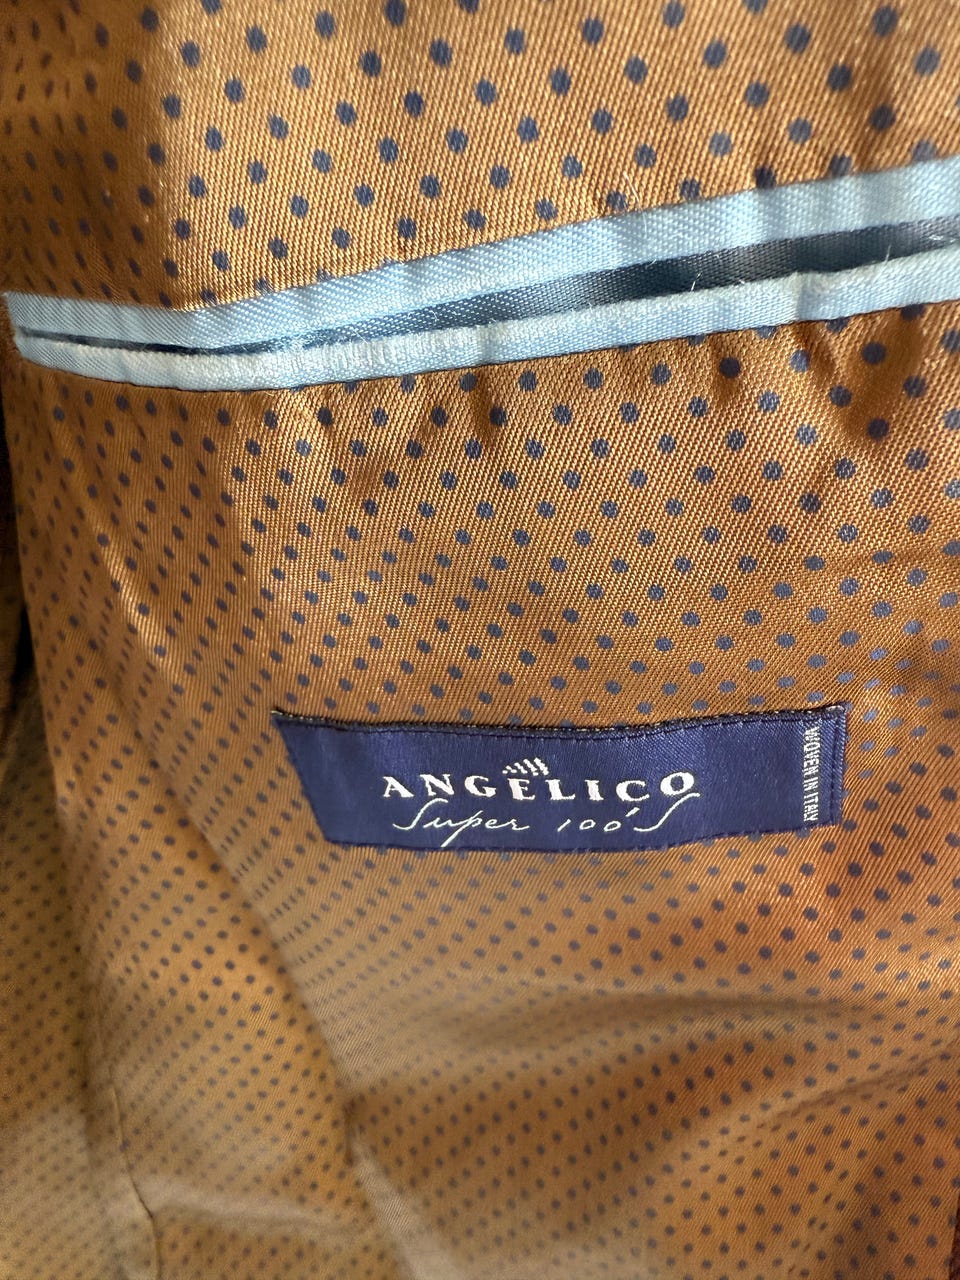 ANGELICO
Super 100'S
WOVEN IN ITALY